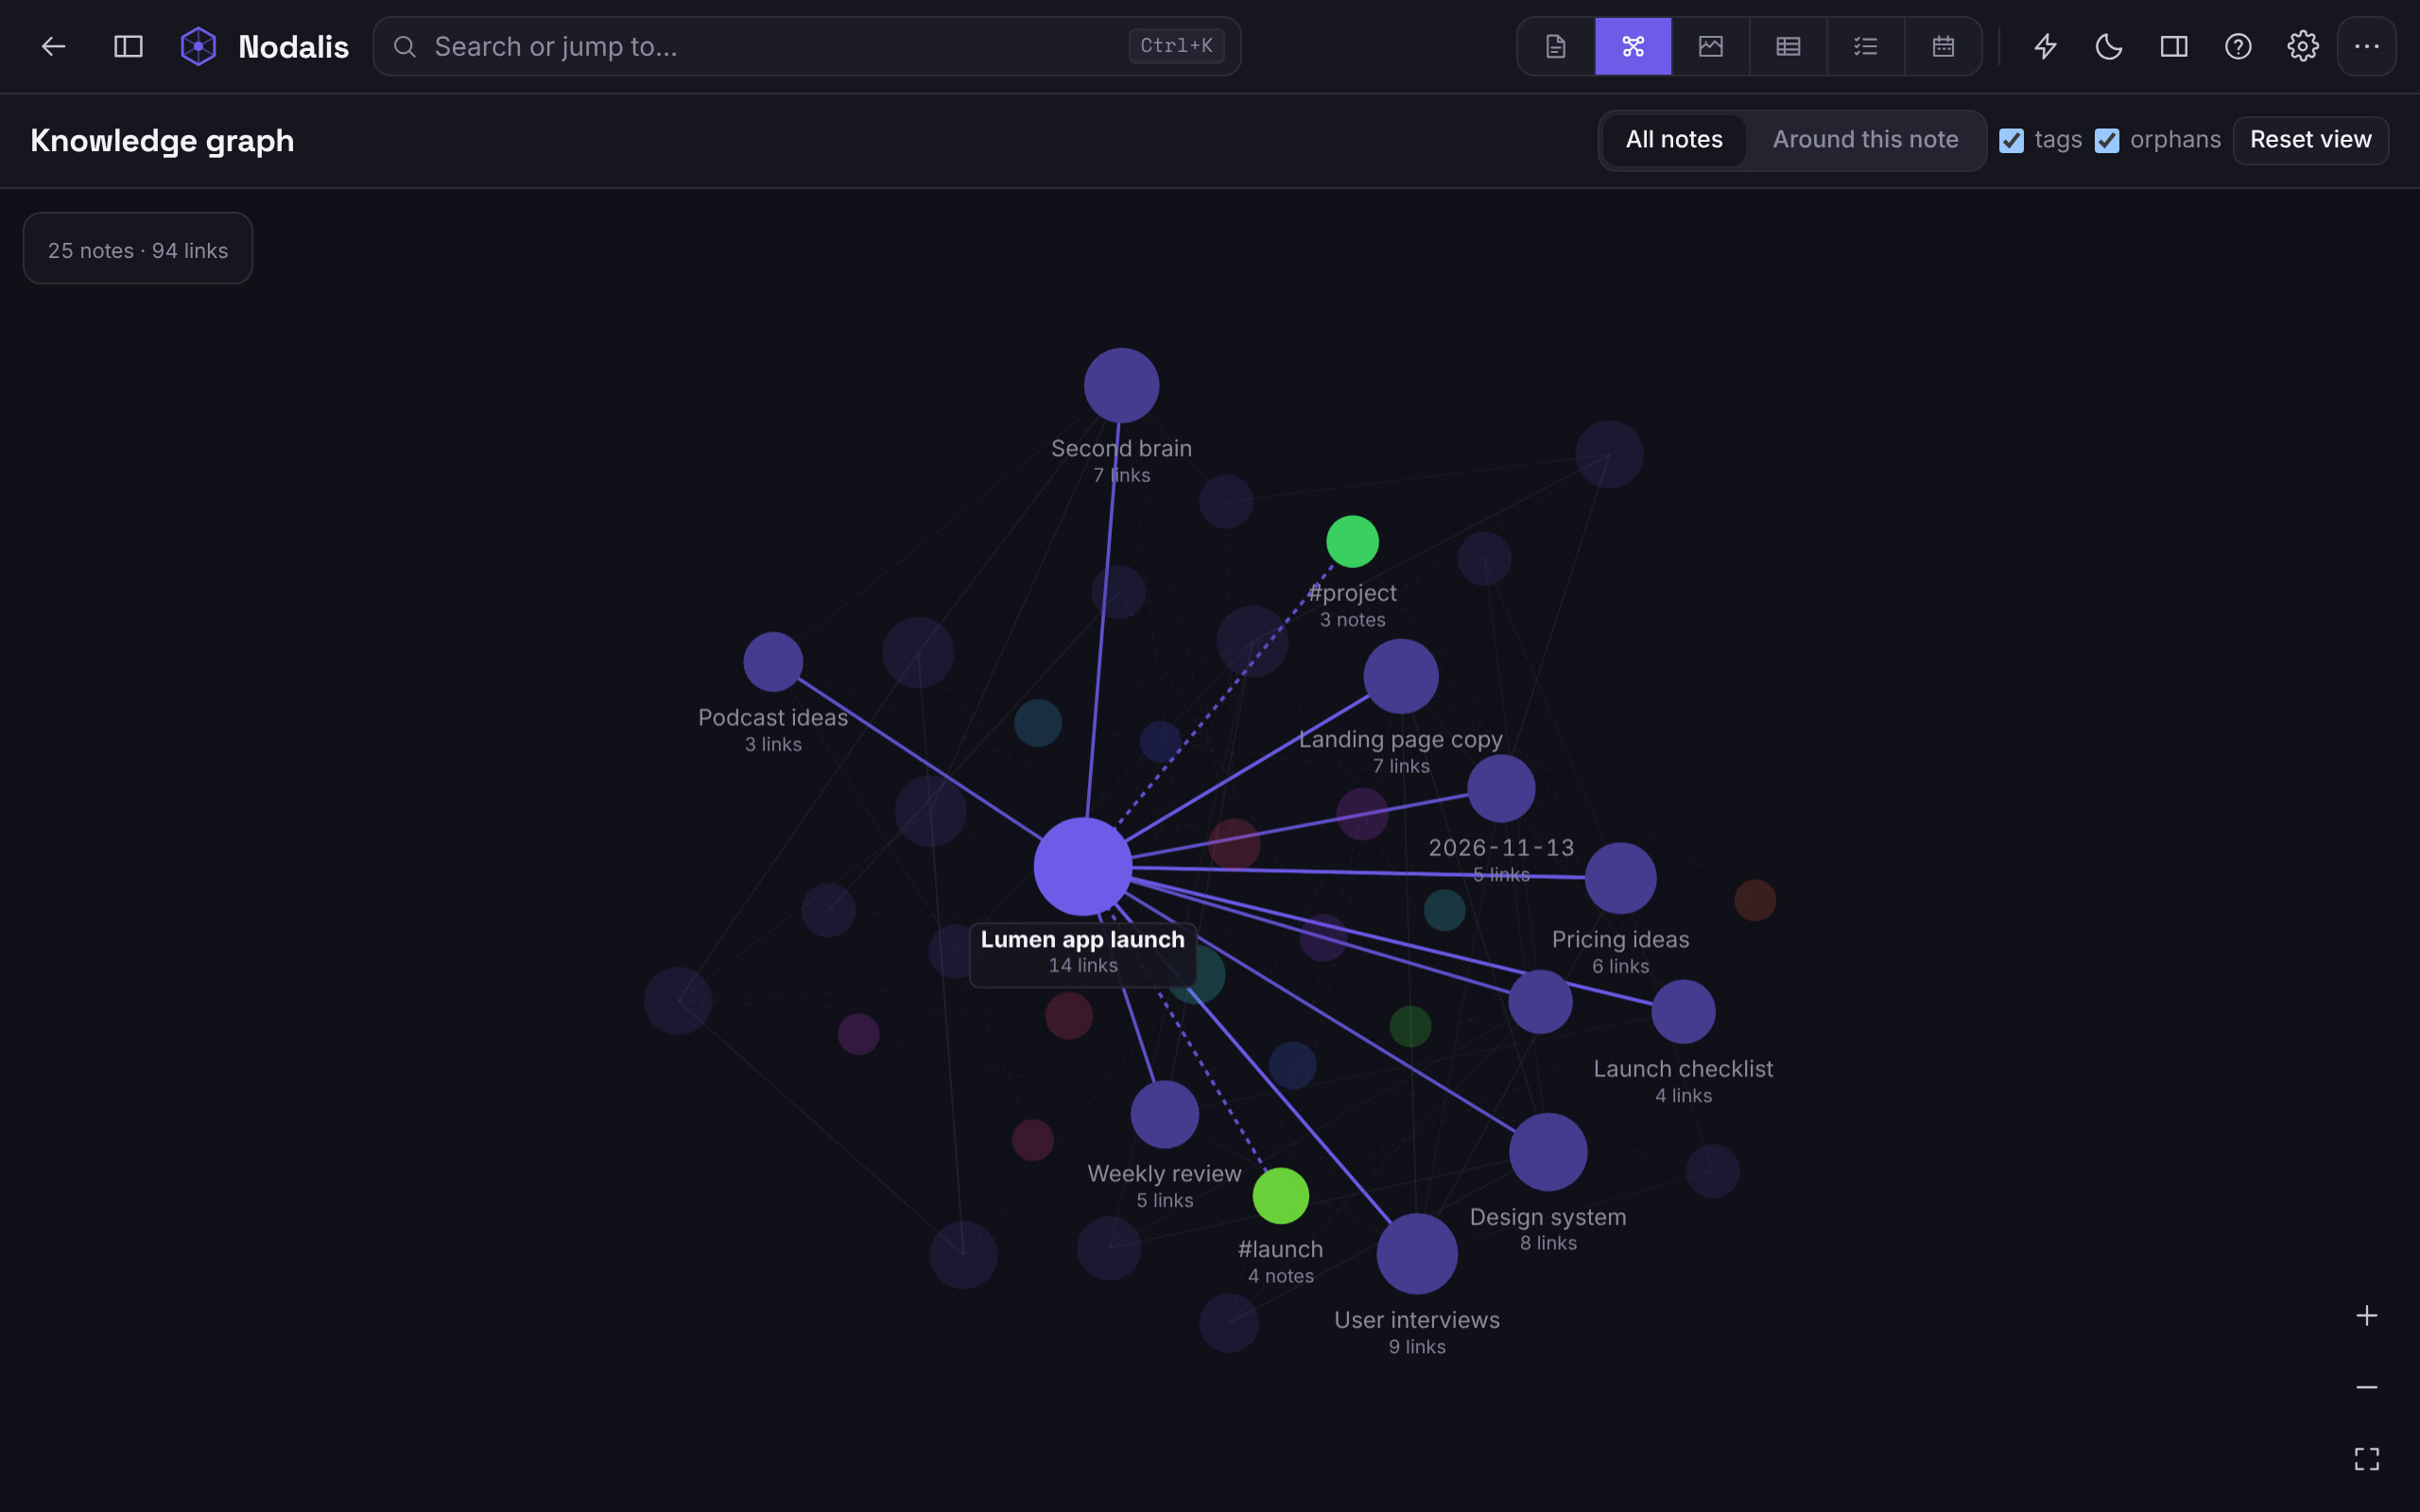 Nodalis
Search or jump to...
Ctrl+K
Knowledge graph
All notes
Around this note
tags
orphans
Reset view
25 notes · 94 links
Second brain
7 links
#project
3 notes
Podcast ideas
3 links
Landing page copy
7 links
2026-11-13
5 links
Lumen app launch
14 links
Pricing ideas
6 links
Launch checklist
4 links
Weekly review
5 links
Design system
8 links
#launch
4 notes
User interviews
9 links